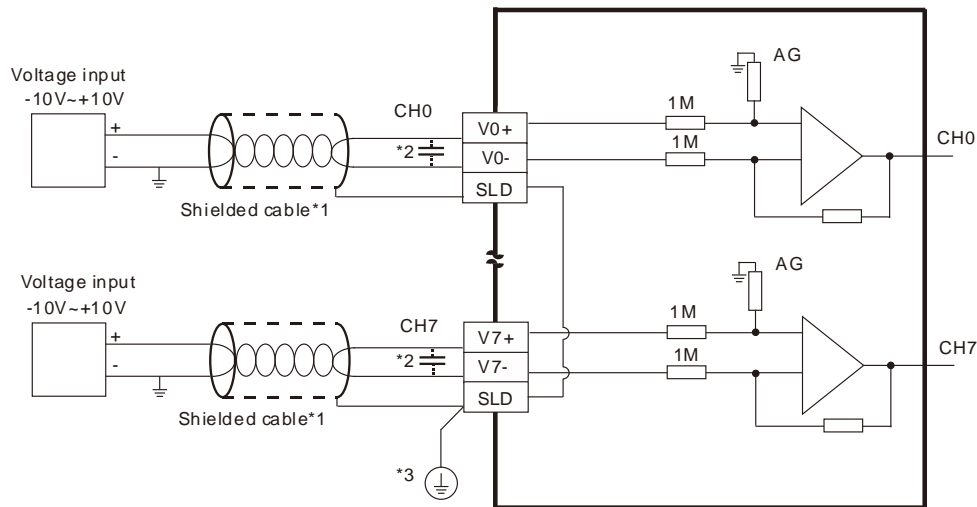 Voltage input
-10V~+10V
+
-
Shielded cable*1
CH0
*2
V0+
V0-
SLD
AG
1M
1M
CH0
Voltage input
-10V~+10V
+
-
Shielded cable*1
CH7
*2
V7+
V7-
SLD
*3
AG
1M
1M
CH7